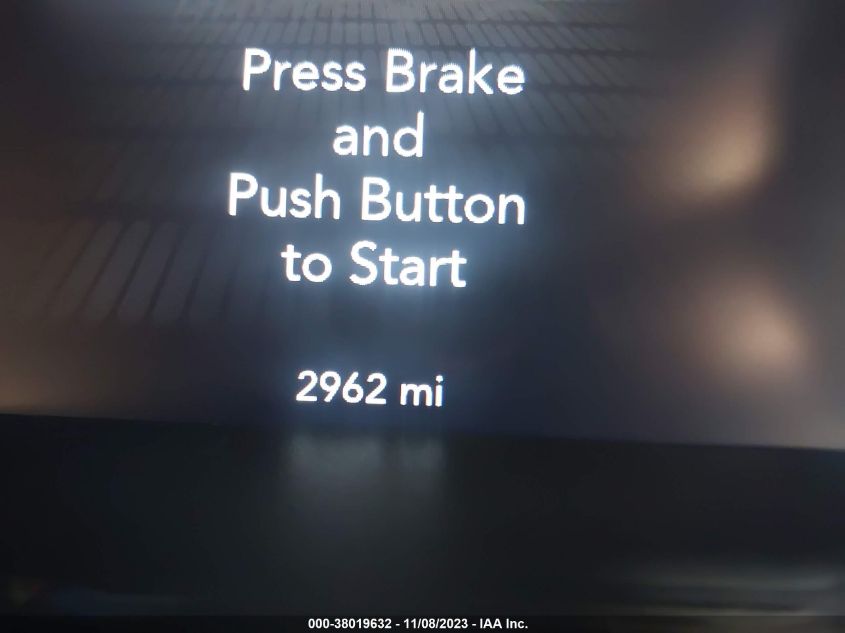 Press Brake
and
Push Button
to Start
2962 mi
000-38019632 - 11/08/2023 - IAA Inc.